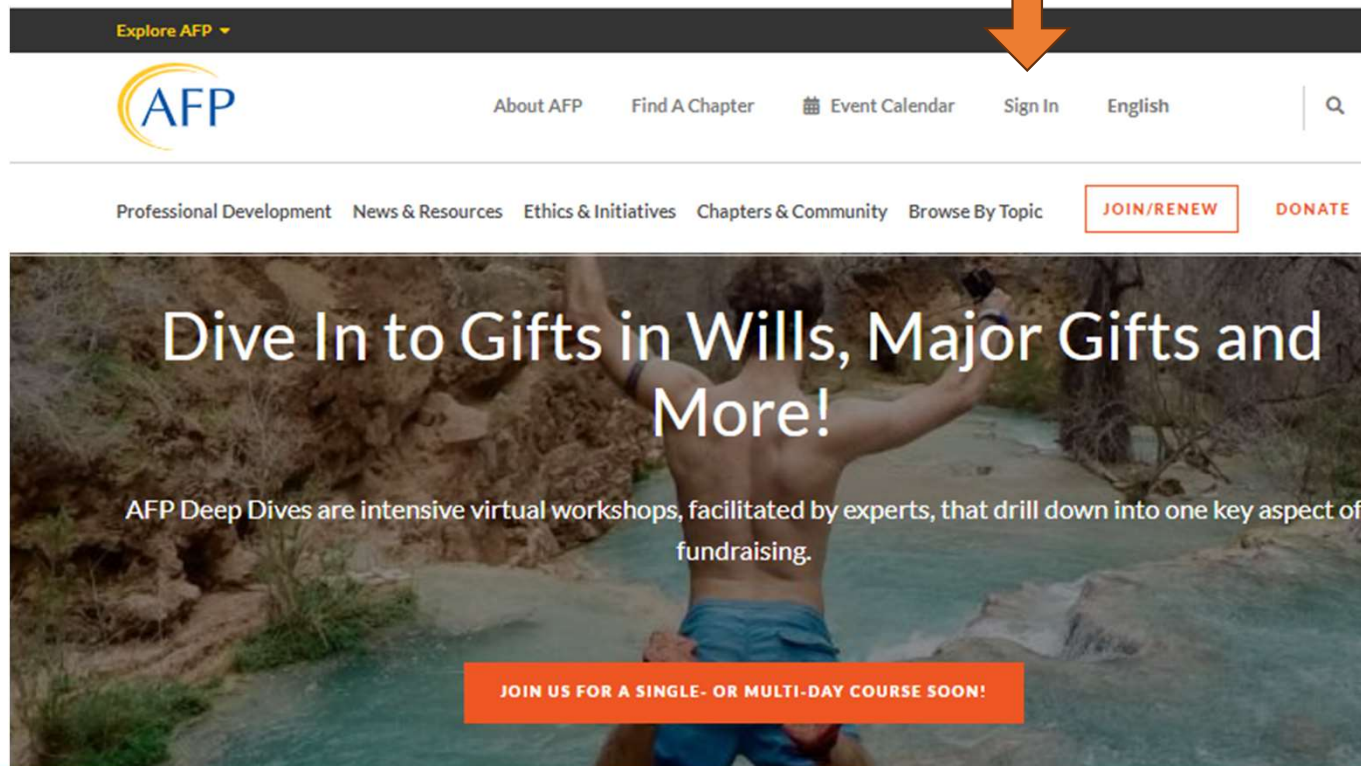 Explore AFP
AFP
About AFP Find A Chapter Event Calendar Sign In English
Professional Development News & Resources Ethics & Initiatives Chapters & Community Browse By Topic JOIN/RENEW DONATE
Dive In to Gifts in Wills, Major Gifts and
More!
AFP Deep Dives are intensive virtual workshops, facilitated by experts, that drill down into one key aspect of
fundraising.
JOIN US FOR A SINGLE- OR MULTI-DAY COURSE SOON!